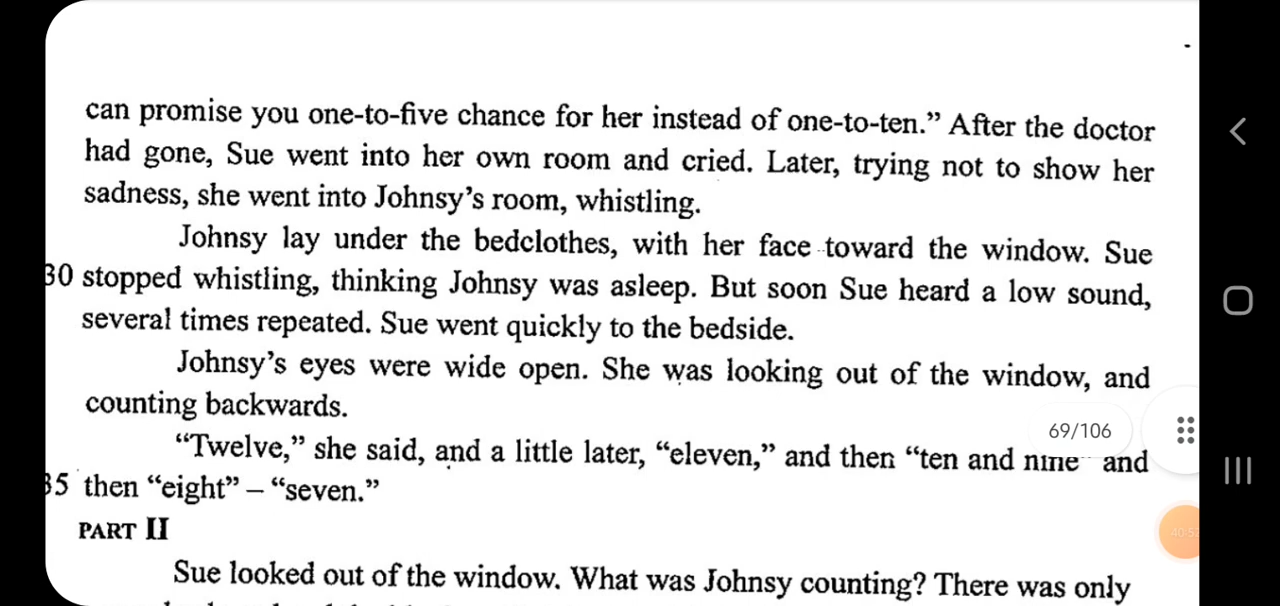 can promise you one-to-five chance for her instead of one-to-ten.” After the doctor
had gone, Sue went into her own room and cried. Later, trying not to show her
sadness, she went into Johnsy’s room, whistling.
Johnsy lay under the bedclothes, with her face toward the window. Sue
30 stopped whistling, thinking Johnsy was asleep. But soon Sue heard a low sound,
several times repeated. Sue went quickly to the bedside.
Johnsy’s eyes were wide open. She was looking out of the window, and
counting backwards.
69/106
“Twelve,” she said, and a little later, “eleven,” and then “ten and nine” and
35 then “eight” – “seven.”
PART II
Sue looked out of the window. What was Johnsy counting? There was only